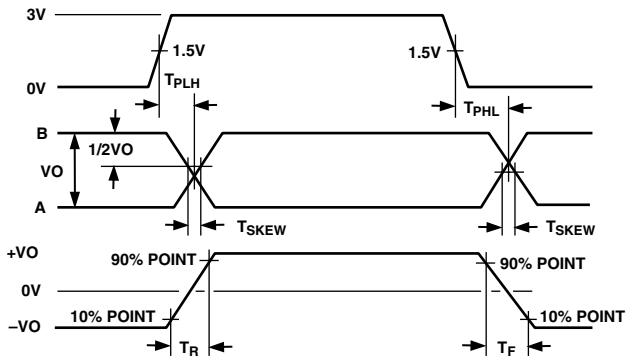 3V
1.5V
1.5V
TPLH
TPHL
0V
B
1/2VO
VO
A
TSKEW
TSKEW
+VO
90% POINT
90% POINT
0V
10% POINT
10% POINT
–VO
TR
TF